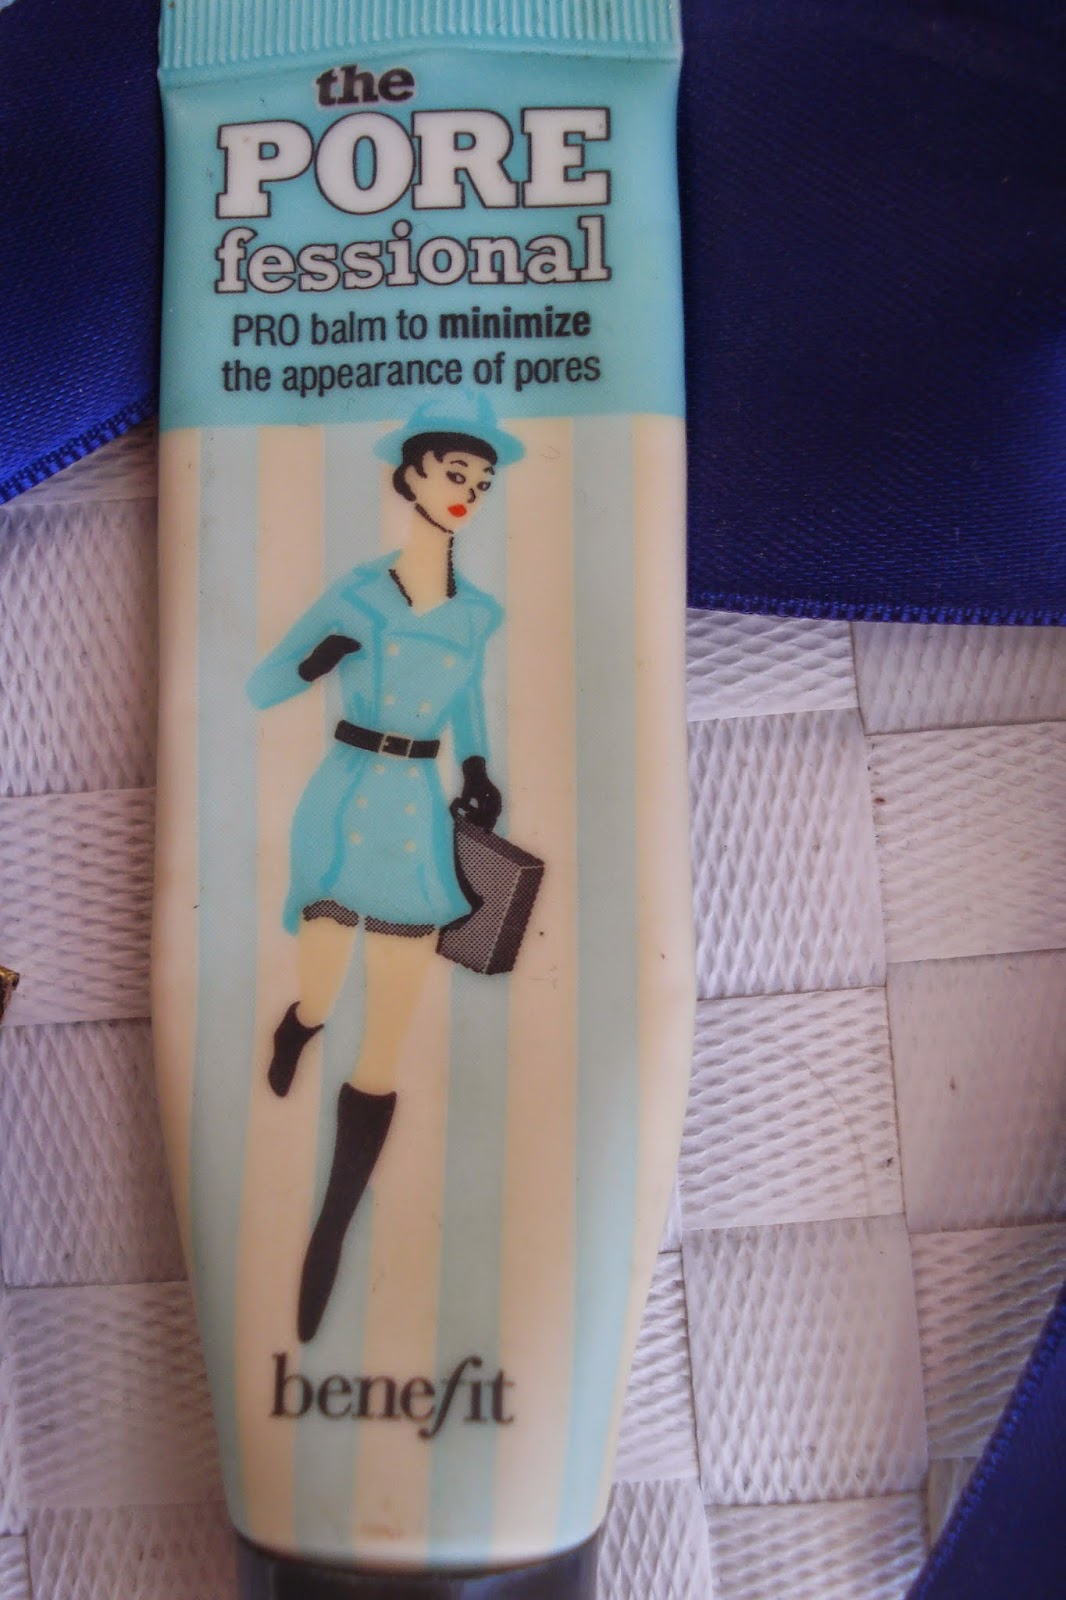 the
PORE
fessional
PRO balm to minimize
the appearance of pores
benefit